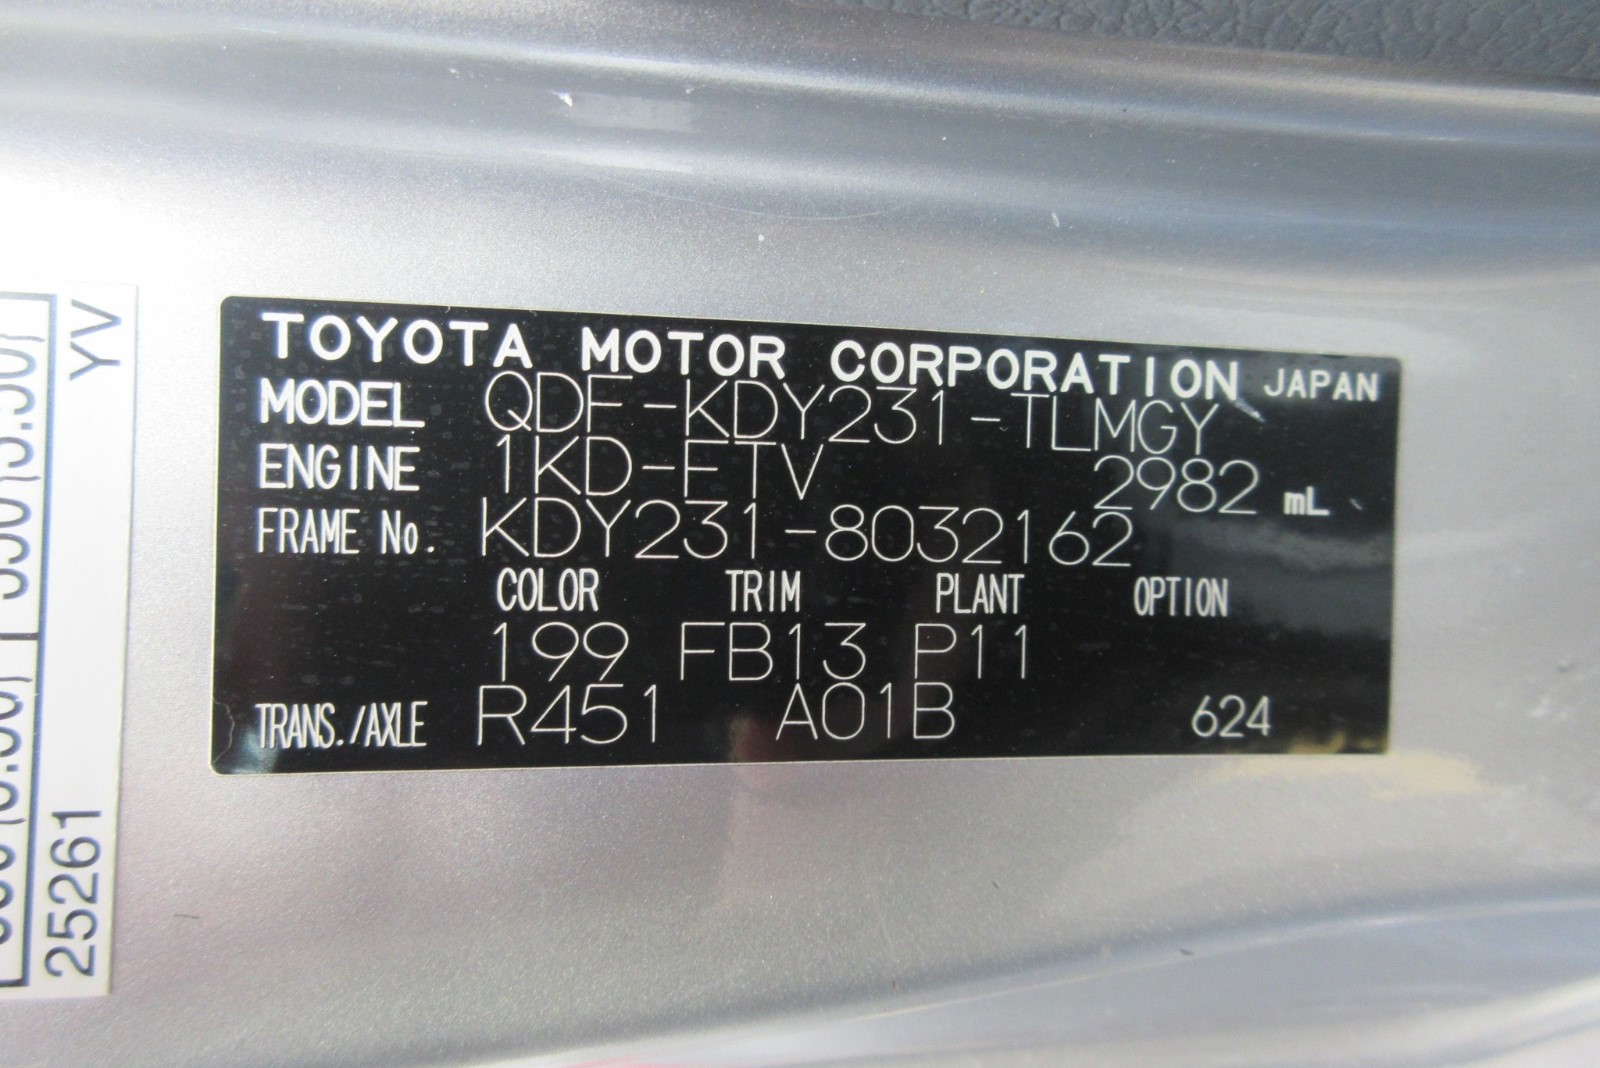 TOYOTA MOTOR CORPORATION JAPAN
MODEL QDF-KDY231-TLMGY
ENGINE 1KD-FTV 2982 mL
FRAME No. KDY231-8032162
COLOR TRIM PLANT OPTION
199 FB13 P11
TRANS./AXLE R451 A01B 624
25261 YV